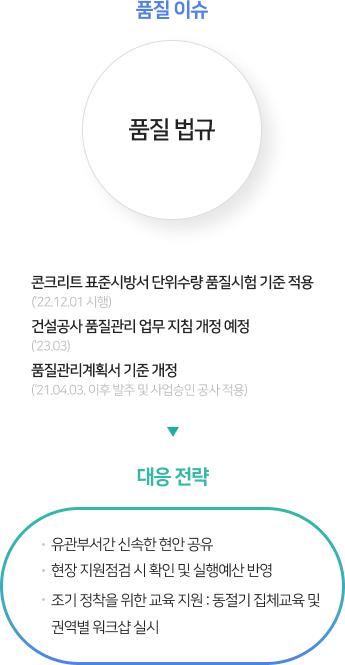 품질 이슈
품질 법규
콘크리트 표준시방서 단위수량 품질시험 기준 적용
('22.12.01 시행)
건설공사 품질관리 업무 지침 개정 예정
('23.03)
품질관리계획서 기준 개정
('21.04.03. 이후 발주 및 사업승인 공사 적용)
대응 전략
· 유관부서간 신속한 현안 공유
· 현장 지원점검 시 확인 및 실행예산 반영
· 조기 정착을 위한 교육 지원 : 동절기 집체교육 및
권역별 워크샵 실시